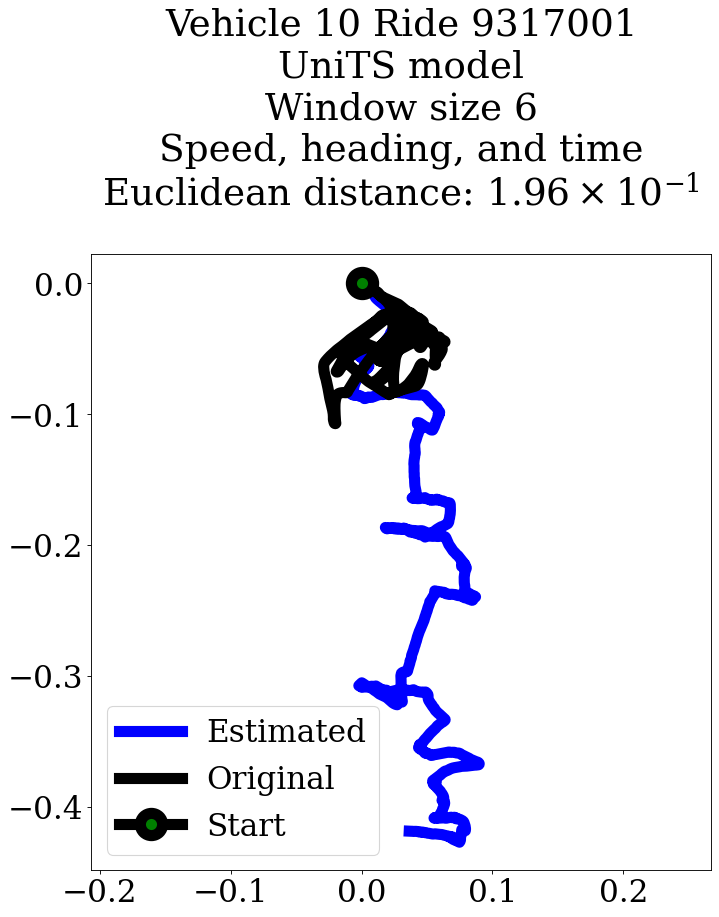 Vehicle 10 Ride 9317001
UniTS model
Window size 6
Speed, heading, and time
Euclidean distance: 1.96 × 10⁻¹
0.0
−0.1
−0.2
−0.3
−0.4
Estimated
Original
Start
−0.2 −0.1 0.0 0.1 0.2